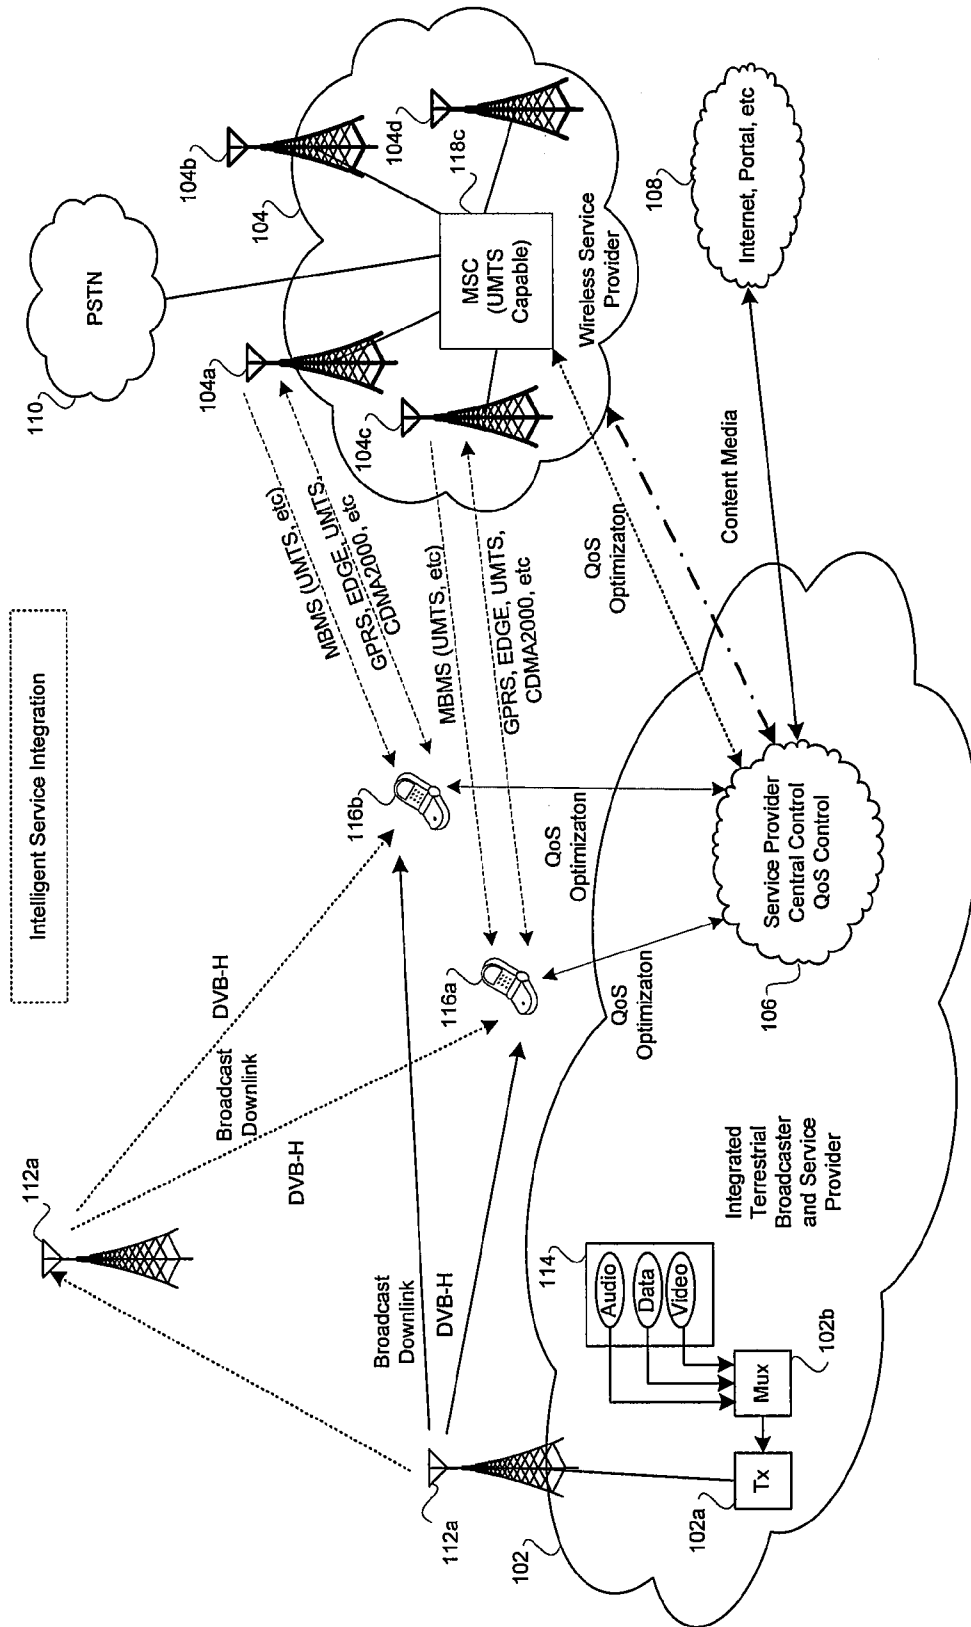 Intelligent Service Integration
112a
Broadcast
Downlink
DVB-H
DVB-H
110
PSTN
104a
104b
104
104c
104d
118c
MSC
(UMTS
Capable)
Wireless Service
Provider
108
Internet, Portal, etc
MBMS (UMTS, etc)
GPRS, EDGE, UMTS,
CDMA2000, etc
MBMS (UMTS, etc)
GPRS, EDGE, UMTS,
CDMA2000, etc
116b
116a
Broadcast
Downlink
DVB-H
112a
QoS
Optimizaton
QoS
Optimizaton
QoS
Optimizaton
Content Media
102
102a
Tx
Mux
102b
114
Audio
Data
Video
Integrated
Terrestrial
Broadcaster
and Service
Provider
106
Service Provider
Central Control
QoS Control